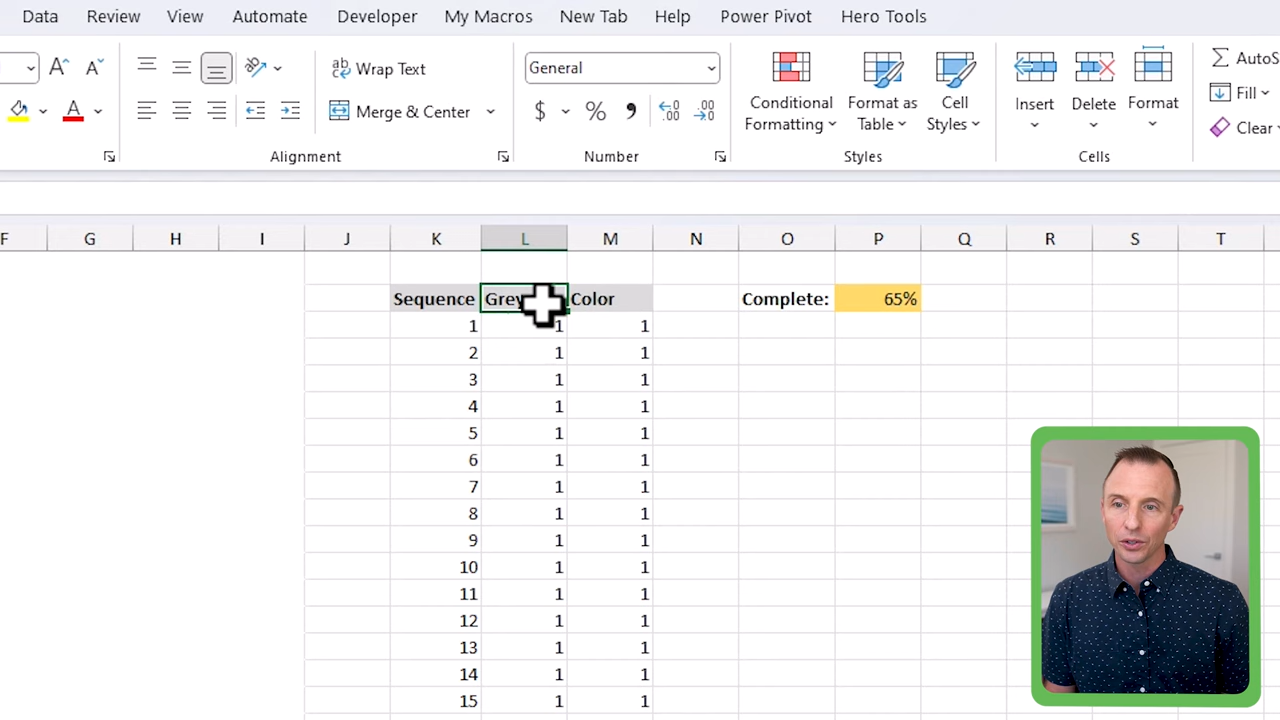 Data Review View Automate Developer My Macros New Tab Help Power Pivot Hero Tools
Wrap Text
General
Conditional Formatting
Format as Table
Cell Styles
Insert
Delete
Format
Fill
Clear
Merge & Center
$ % ,
Alignment
Number
Styles
Cells
F G H I J K L M N O P Q R S T
Sequence Color Complete: 65%
1 1 1
2 1 1
3 1 1
4 1 1
5 1 1
6 1 1
7 1 1
8 1 1
9 1 1
10 1 1
11 1 1
12 1 1
13 1 1
14 1 1
15 1 1